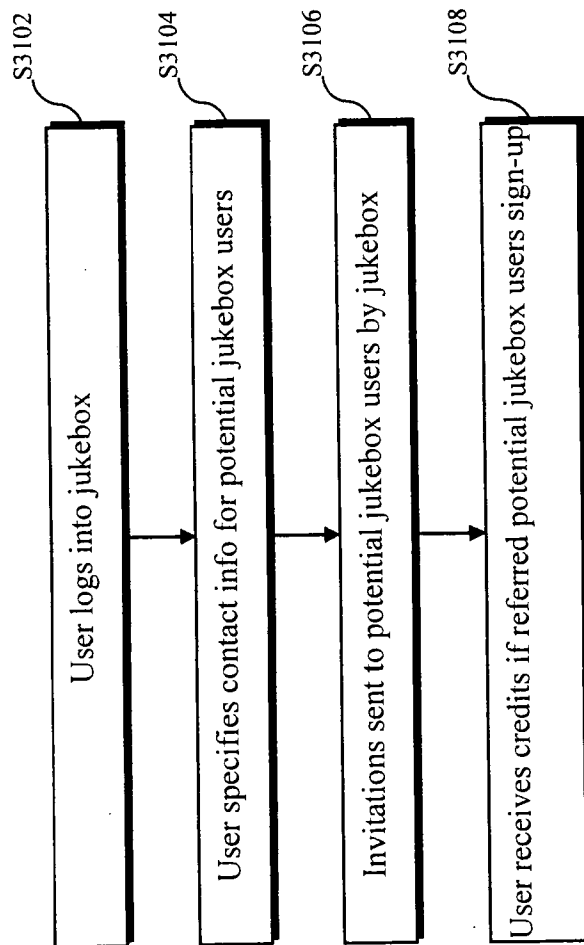 S3102
User logs into jukebox
S3104
User specifies contact info for potential jukebox users
S3106
Invitations sent to potential jukebox users by jukebox
S3108
User receives credits if referred potential jukebox users sign-up